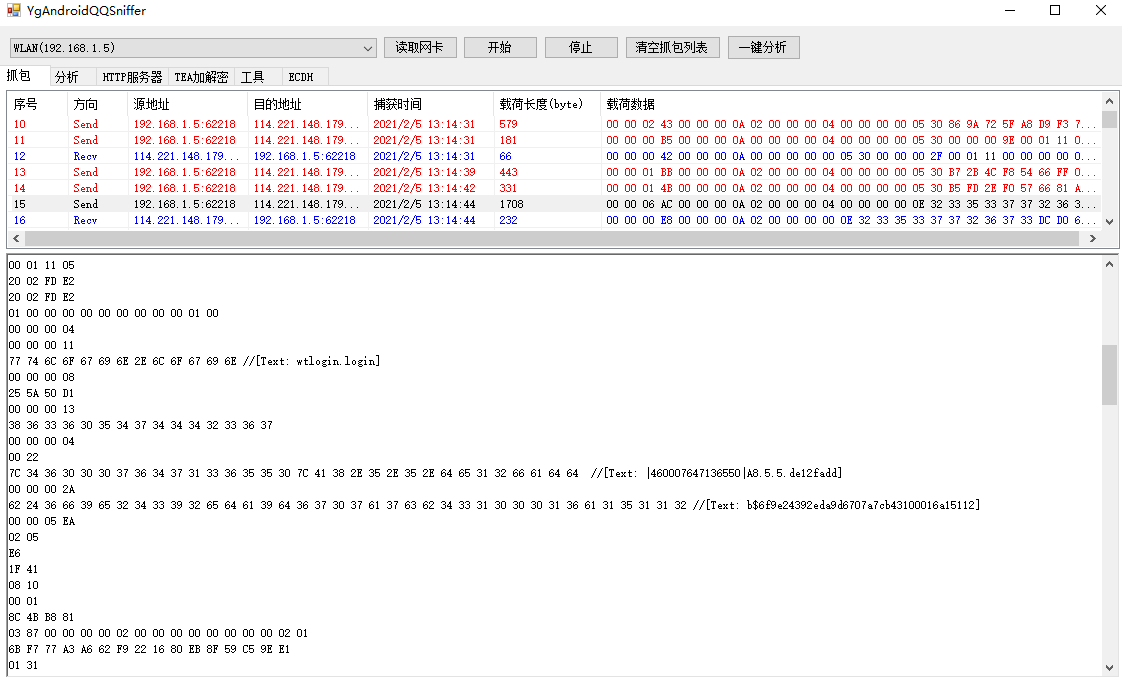 YgAndroidQQSniffer
WLAN(192.168.1.5) 读取网卡 开始 停止 清空抓包列表 一键分析
抓包 分析 HTTP服务器 TEA加解密 工具 ECDH
序号 方向 源地址 目的地址 捕获时间 载荷长度(byte) 载荷数据
10 Send 192.168.1.5:62218 114.221.148.179... 2021/2/5 13:14:31 579 00 00 02 43 00 00 00 0A 02 00 00 00 04 00 00 00 00 05 30 86 9A 72 5F A8 D9 F3 7...
11 Send 192.168.1.5:62218 114.221.148.179... 2021/2/5 13:14:31 181 00 00 00 B5 00 00 00 0A 02 00 00 00 04 00 00 00 00 05 30 00 00 00 9E 00 01 11 0...
12 Recv 114.221.148.179... 192.168.1.5:62218 2021/2/5 13:14:31 66 00 00 00 42 00 00 00 0A 00 00 00 00 05 30 00 00 00 2F 00 01 11 00 00 00 00 0...
13 Send 192.168.1.5:62218 114.221.148.179... 2021/2/5 13:14:39 443 00 00 01 BB 00 00 00 0A 02 00 00 00 04 00 00 00 00 05 30 B7 2B 4C F8 54 66 FF 0...
14 Send 192.168.1.5:62218 114.221.148.179... 2021/2/5 13:14:42 331 00 00 01 4B 00 00 00 0A 02 00 00 00 04 00 00 00 00 05 30 B5 FD 2E F0 57 66 81 A...
15 Send 192.168.1.5:62218 114.221.148.179... 2021/2/5 13:14:44 1708 00 00 06 AC 00 00 00 0A 02 00 00 00 04 00 00 00 00 0E 32 33 35 33 37 37 32 36 3...
16 Recv 114.221.148.179... 192.168.1.5:62218 2021/2/5 13:14:44 232 00 00 00 E8 00 00 00 0A 02 00 00 00 00 0E 32 33 35 33 37 37 32 36 37 33 DC D0 6...
00 01 11 05
20 02 FD E2
20 02 FD E2
01 00 00 00 00 00 00 00 00 00 01 00
00 00 00 04
00 00 00 11
77 74 6C 6F 67 69 6E 2E 6C 6F 67 69 6E //[Text: wtlogin.login]
00 00 00 08
25 5A 50 D1
00 00 00 13
38 36 33 36 30 35 34 37 34 34 34 32 33 36 37
00 00 00 04
00 22
7C 34 36 30 30 30 37 36 34 37 31 33 36 35 35 30 7C 41 38 2E 35 2E 35 2E 64 65 31 32 66 61 64 64 //[Text: |460007647136550|A8.5.5.de12fadd]
00 00 00 2A
62 24 36 66 39 65 32 34 33 39 32 65 64 61 39 64 36 37 30 37 61 37 63 62 34 33 31 30 30 30 31 36 61 31 35 31 31 32 //[Text: b$6f9e24392eda9d6707a7cb43100016a15112]
00 00 05 EA
02 05
E6
1F 41
08 10
00 01
8C 4B B8 81
03 87 00 00 00 00 02 00 00 00 00 00 00 00 00 02 01
6B F7 77 A3 A6 62 F9 22 16 80 EB 8F 59 C5 9E E1
01 31